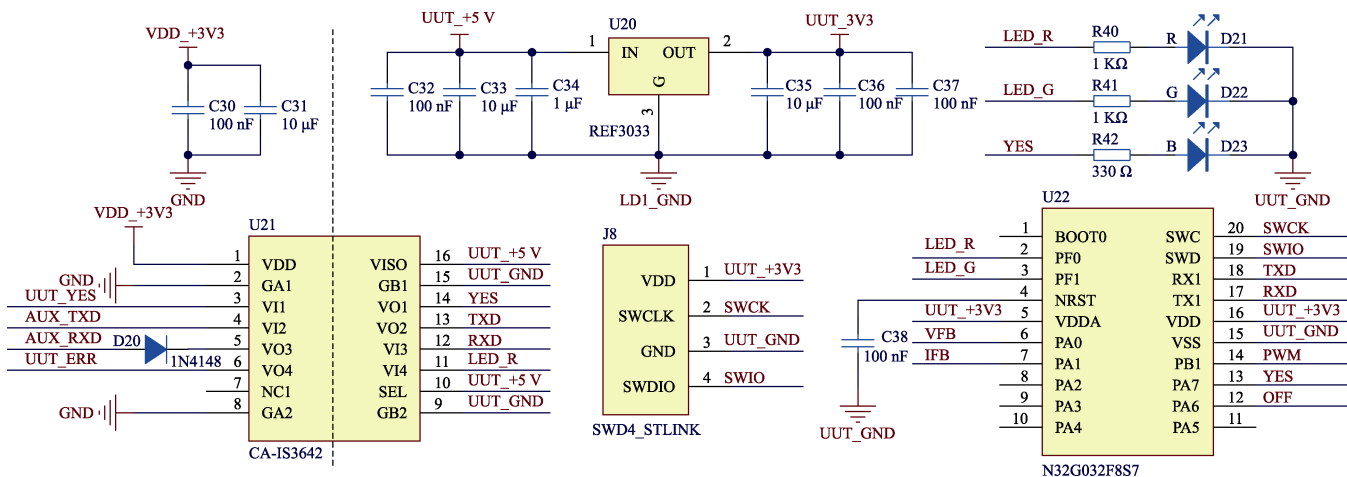 VDD_+3V3
C30
100 nF
C31
10 µF
GND
UUT_+5 V
U20
UUT_3V3
1
IN
OUT
2
G
3
REF3033
C32
100 nF
C33
10 µF
C34
1 µF
C35
10 µF
C36
100 nF
C37
100 nF
LD1_GND
LED_R
R40
1 KΩ
R
D21
LED_G
R41
1 KΩ
G
D22
YES
R42
330 Ω
B
D23
UUT_GND
VDD_+3V3
U21
1 VDD VISO 16 UUT_+5 V
GND 2 GA1 GB1 15 UUT_GND
UUT_YES 3 VI1 VO1 14 YES
AUX_TXD 4 VI2 VO2 13 TXD
AUX_RXD D20 1N4148 5 VO3 VI3 12 RXD
UUT_ERR 6 VO4 VI4 11 LED_R
7 NC1 SEL 10 UUT_+5 V
GND 8 GA2 GB2 9 UUT_GND
CA-IS3642
J8
VDD 1 UUT_+3V3
SWCLK 2 SWCK
GND 3 UUT_GND
SWDIO 4 SWIO
SWD4_STLINK
U22
1 BOOT0 SWC 20 SWCK
LED_R 2 PF0 SWD 19 SWIO
LED_G 3 PF1 RX1 18 TXD
4 NRST TX1 17 RXD
UUT_+3V3 5 VDDA VDD 16 UUT_+3V3
VFB 6 PA0 VSS 15 UUT_GND
IFB 7 PA1 PB1 14 PWM
8 PA2 PA7 13 YES
9 PA3 PA6 12 OFF
10 PA4 PA5 11
C38
100 nF
UUT_GND
N32G032F8S7